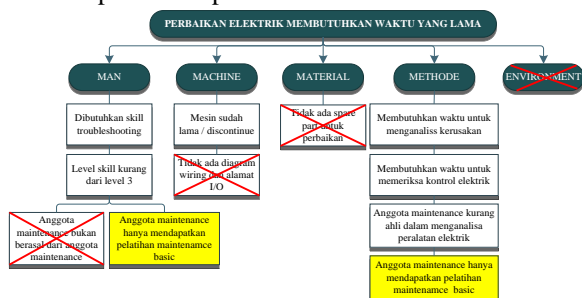 PERBAIKAN ELEKTRIK MEMBUTUHKAN WAKTU YANG LAMA
MAN
MACHINE
MATERIAL
METHODE
ENVIRONMENT
Dibutuhkan skill
troubleshooting
Mesin sudah
lama / discontinue
Tidak ada spare
part untuk
perbaikan
Membutuhkan waktu untuk
menganaliss kerusakan
Level skill kurang
dari level 3
Tidak ada diagram
wiring dan alamat
I/O
Membutuhkan waktu untuk
memeriksa kontrol elektrik
Anggota
maintenance bukan
berasal dari anggota
maintenance
Anggota maintenance
hanya mendapatkan
pelatihan maintenamce
basic
Anggota maintenance kurang
ahli dalam menganalisa
peralatan elektrik
Anggota maintenance hanya
mendapatkan pelatihan
maintenamce basic